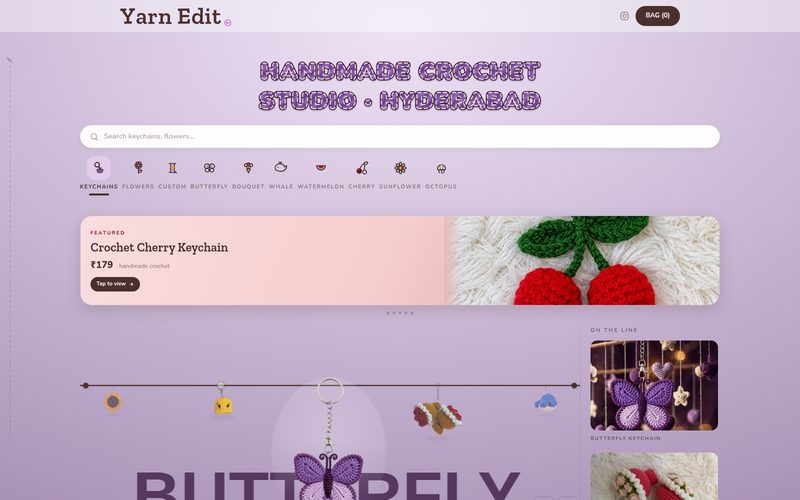 Yarn Edit
BAG (0)
HANDMADE CROCHET
STUDIO • HYDERABAD
Search keychains, flowers...
KEYCHAINS FLOWERS CUSTOM BUTTERFLY BOUQUET WHALE WATERMELON CHERRY SUNFLOWER OCTOPUS
FEATURED
Crochet Cherry Keychain
₹179 · handmade crochet
Tap to view →
ON THE LINE
BUTTERFLY KEYCHAIN
BUTTERFLY